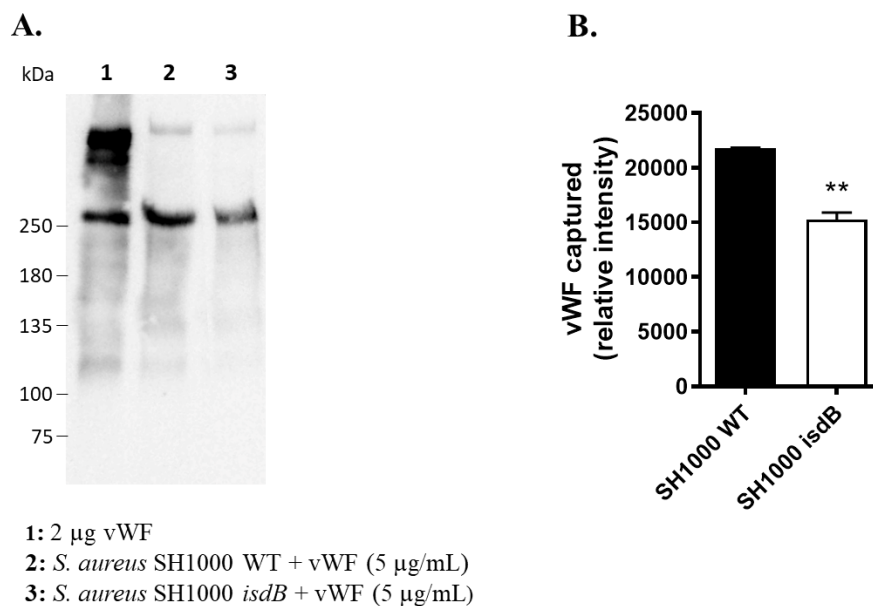 A.
kDa 1 2 3
250
180
135
100
75
1: 2 µg vWF
2: S. aureus SH1000 WT + vWF (5 µg/mL)
3: S. aureus SH1000 isdB + vWF (5 µg/mL)
B.
vWF captured
(relative intensity)
25000
20000
15000
10000
5000
0
**
SH1000 WT
SH1000 isdB